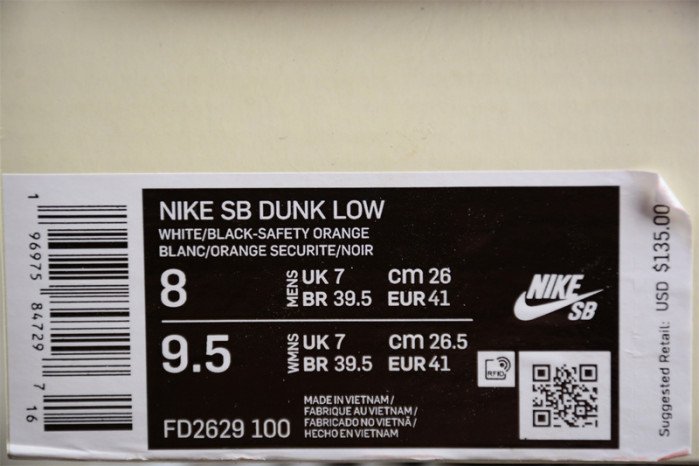 NIKE SB DUNK LOW
WHITE/BLACK-SAFETY ORANGE
BLANC/ORANGE SECURITE/NOIR
8 MENS UK 7 cm 26
BR 39.5 EUR 41
9.5 WMNS UK 7 cm 26.5
BR 39.5 EUR 41
NIKE SB
RFID
MADE IN VIETNAM/
FABRIQUE AU VIETNAM/
FABRICADO NO VIETNÃ/
HECHO EN VIETNAM
FD2629 100
1 96975 84729 7 16
Suggested Retail: USD $135.00